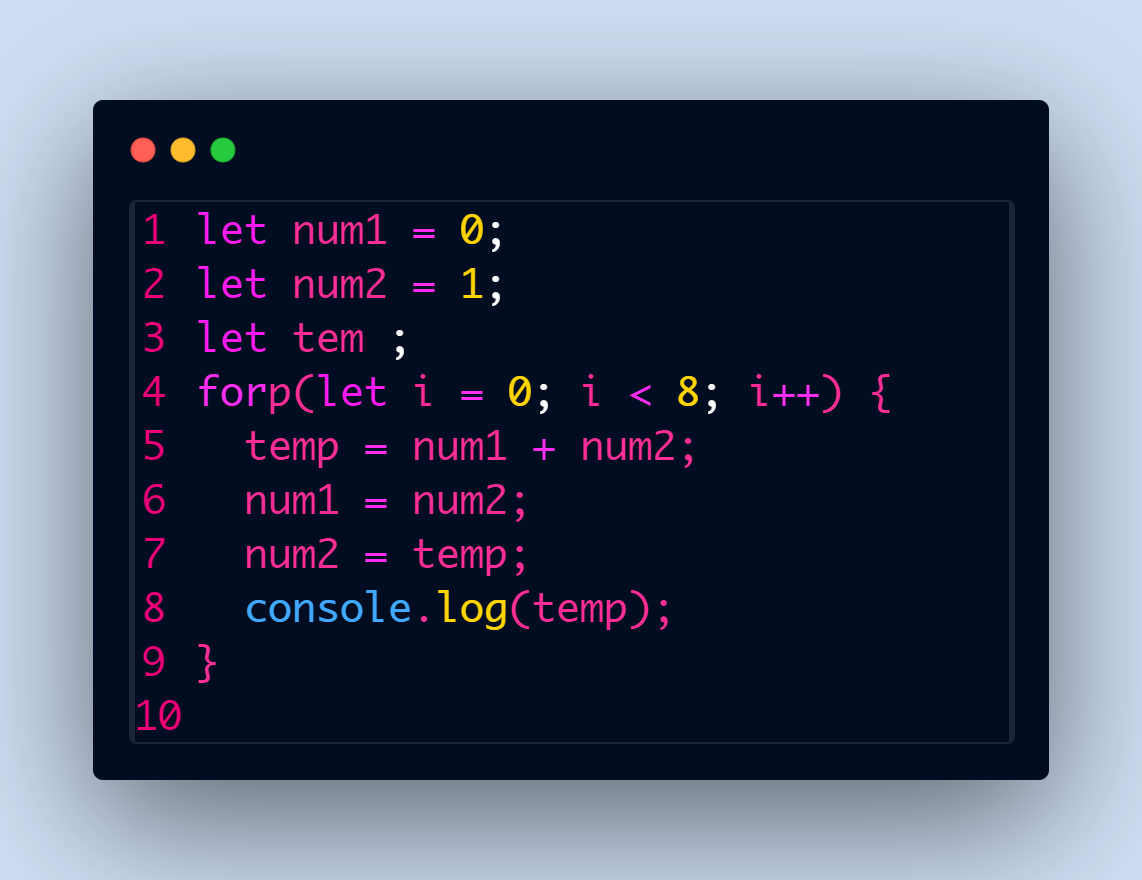 1 let num1 = 0;
2 let num2 = 1;
3 let tem ;
4 forp(let i = 0; i < 8; i++) {
5   temp = num1 + num2;
6   num1 = num2;
7   num2 = temp;
8   console.log(temp);
9 }
10